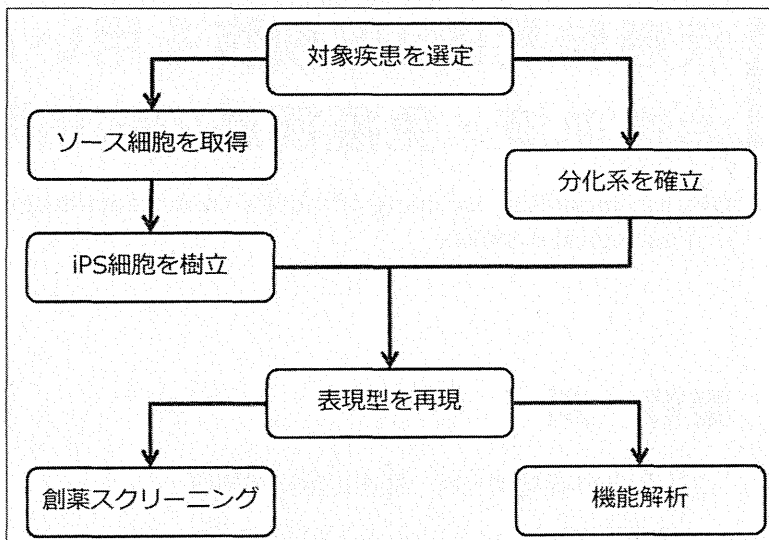 対象疾患を選定
ソース細胞を取得
分化系を確立
iPS細胞を樹立
表現型を再現
創薬スクリーニング
機能解析